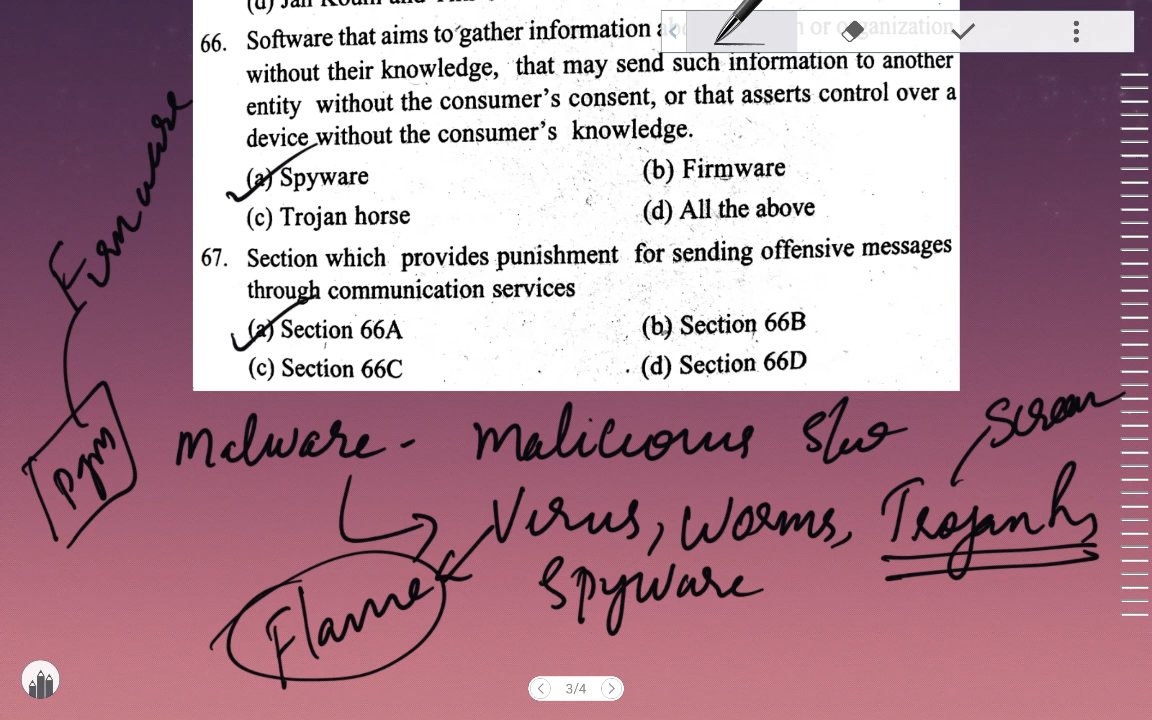 66. Software that aims to gather information
without their knowledge, that may send such information to another
entity without the consumer's consent, or that asserts control over a
device without the consumer's knowledge.
(a) Spyware (b) Firmware
(c) Trojan horse (d) All the above
67. Section which provides punishment for sending offensive messages
through communication services
(a) Section 66A (b) Section 66B
(c) Section 66C (d) Section 66D
Firmware
Pgm
Malware - Malicious S/w
Screen
Virus, Worms, Trojan h,
Spyware
Flame
3/4